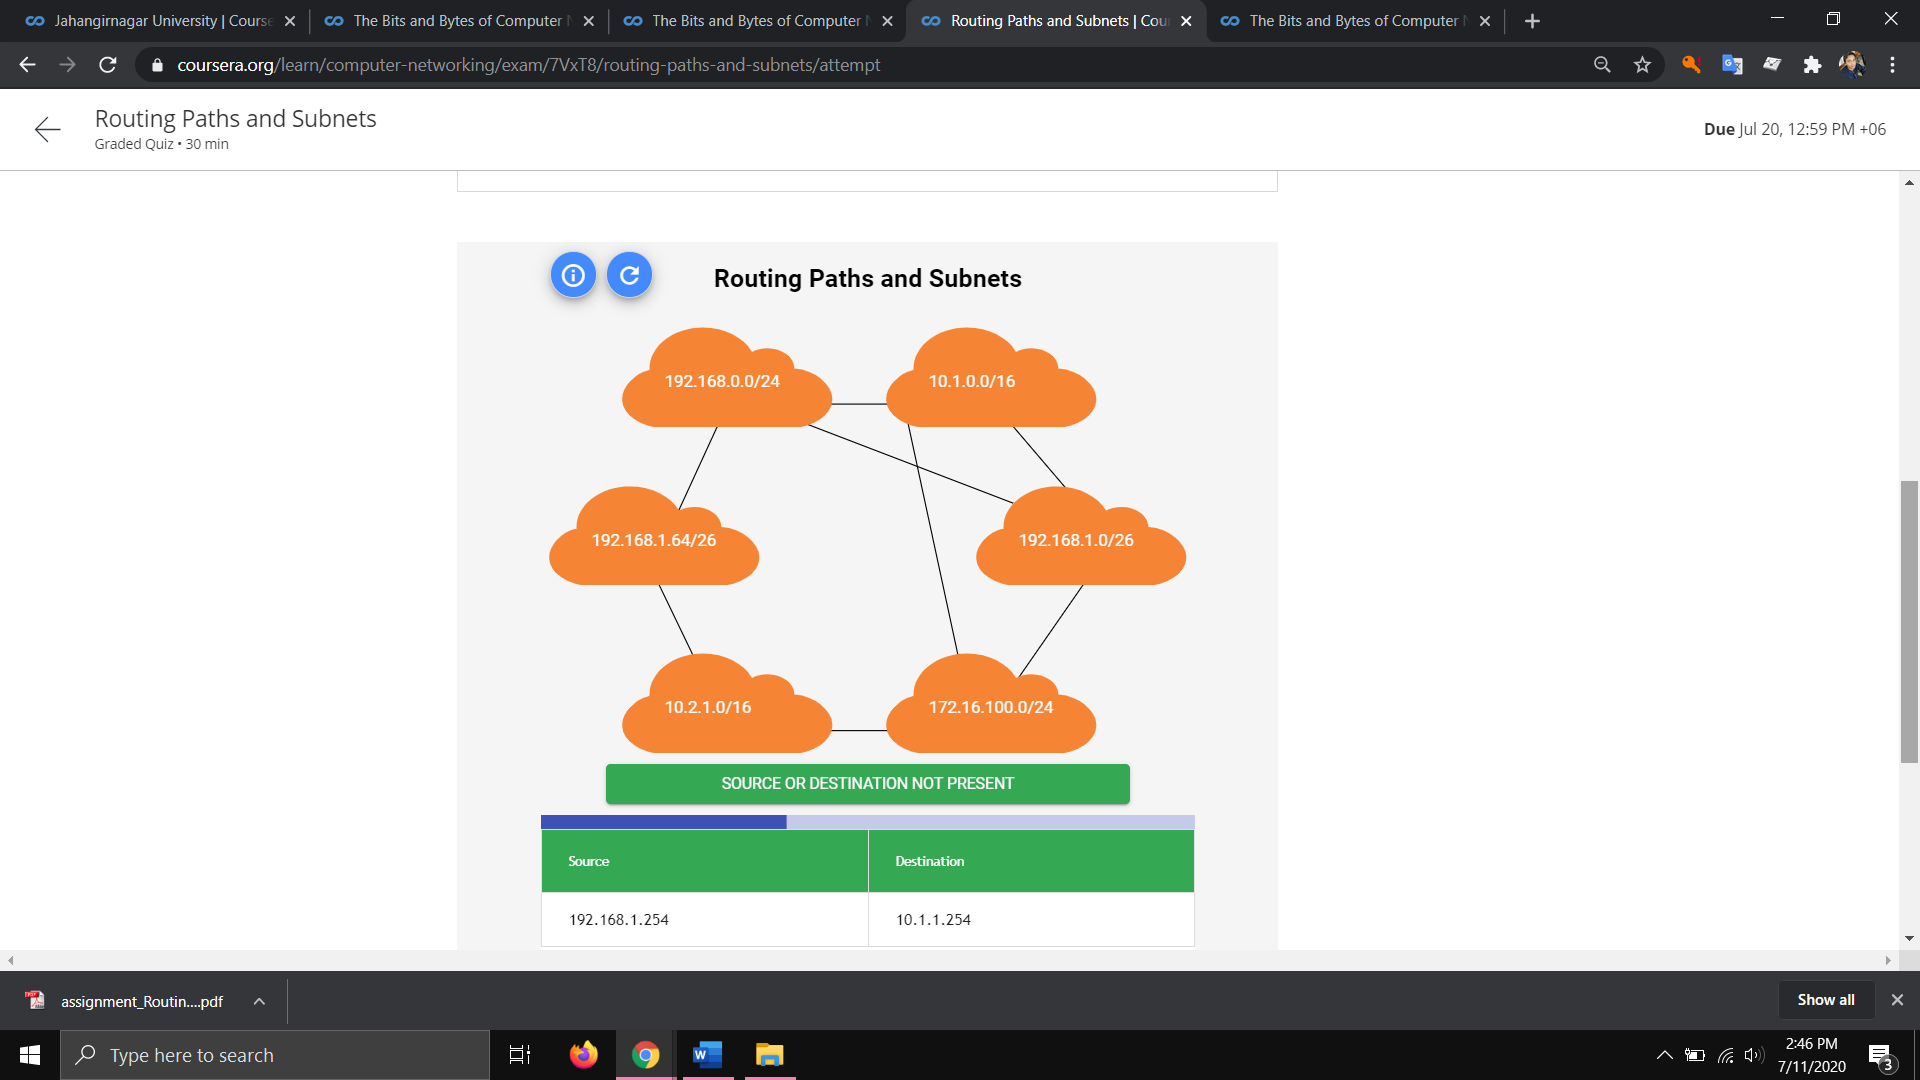 Jahangirnagar University | Course
The Bits and Bytes of Computer N
The Bits and Bytes of Computer N
Routing Paths and Subnets | Cou
The Bits and Bytes of Computer N
coursera.org/learn/computer-networking/exam/7VxT8/routing-paths-and-subnets/attempt
Routing Paths and Subnets
Graded Quiz • 30 min
Due Jul 20, 12:59 PM +06
Routing Paths and Subnets
192.168.0.0/24
10.1.0.0/16
192.168.1.64/26
192.168.1.0/26
10.2.1.0/16
172.16.100.0/24
SOURCE OR DESTINATION NOT PRESENT
Source
Destination
192.168.1.254
10.1.1.254
assignment_Routin....pdf
Show all
Type here to search
2:46 PM
7/11/2020
3